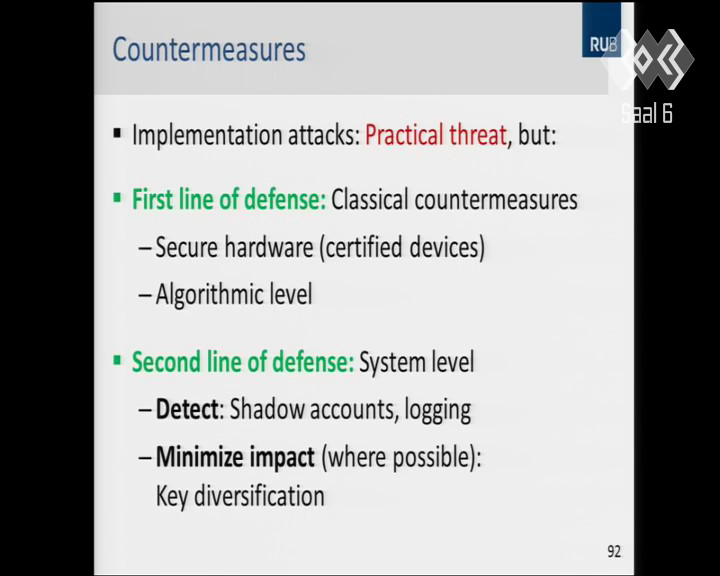 Countermeasures
RUB
Saal 6
▪ Implementation attacks: Practical threat, but:
▪ First line of defense: Classical countermeasures
– Secure hardware (certified devices)
– Algorithmic level
▪ Second line of defense: System level
– Detect: Shadow accounts, logging
– Minimize impact (where possible):
Key diversification
92